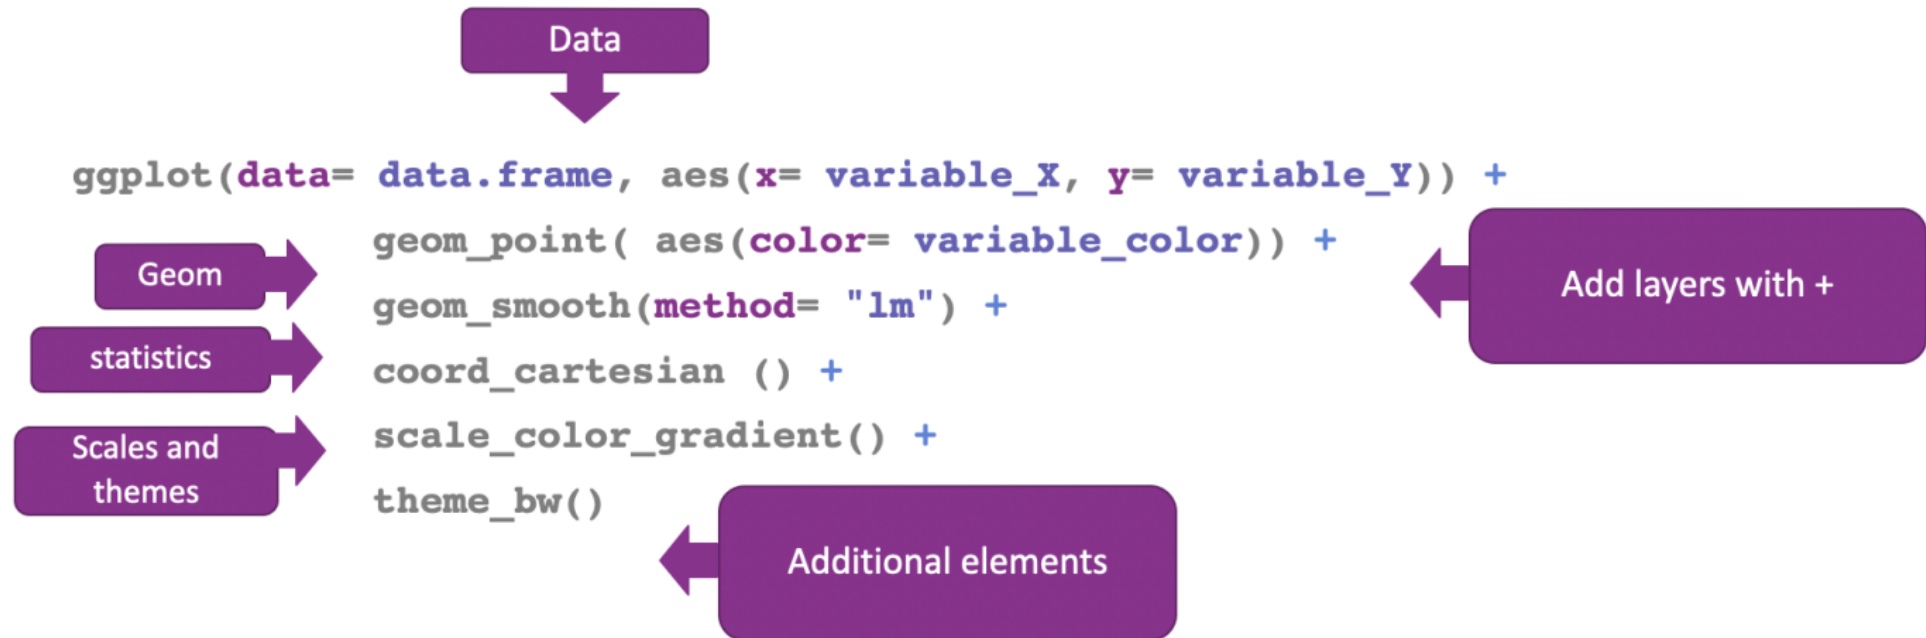 Data
ggplot(data= data.frame, aes(x= variable_X, y= variable_Y)) +
geom_point( aes(color= variable_color)) +
Geom
Add layers with +
geom_smooth(method= "lm") +
statistics
coord_cartesian () +
Scales and
themes
scale_color_gradient() +
theme_bw()
Additional elements